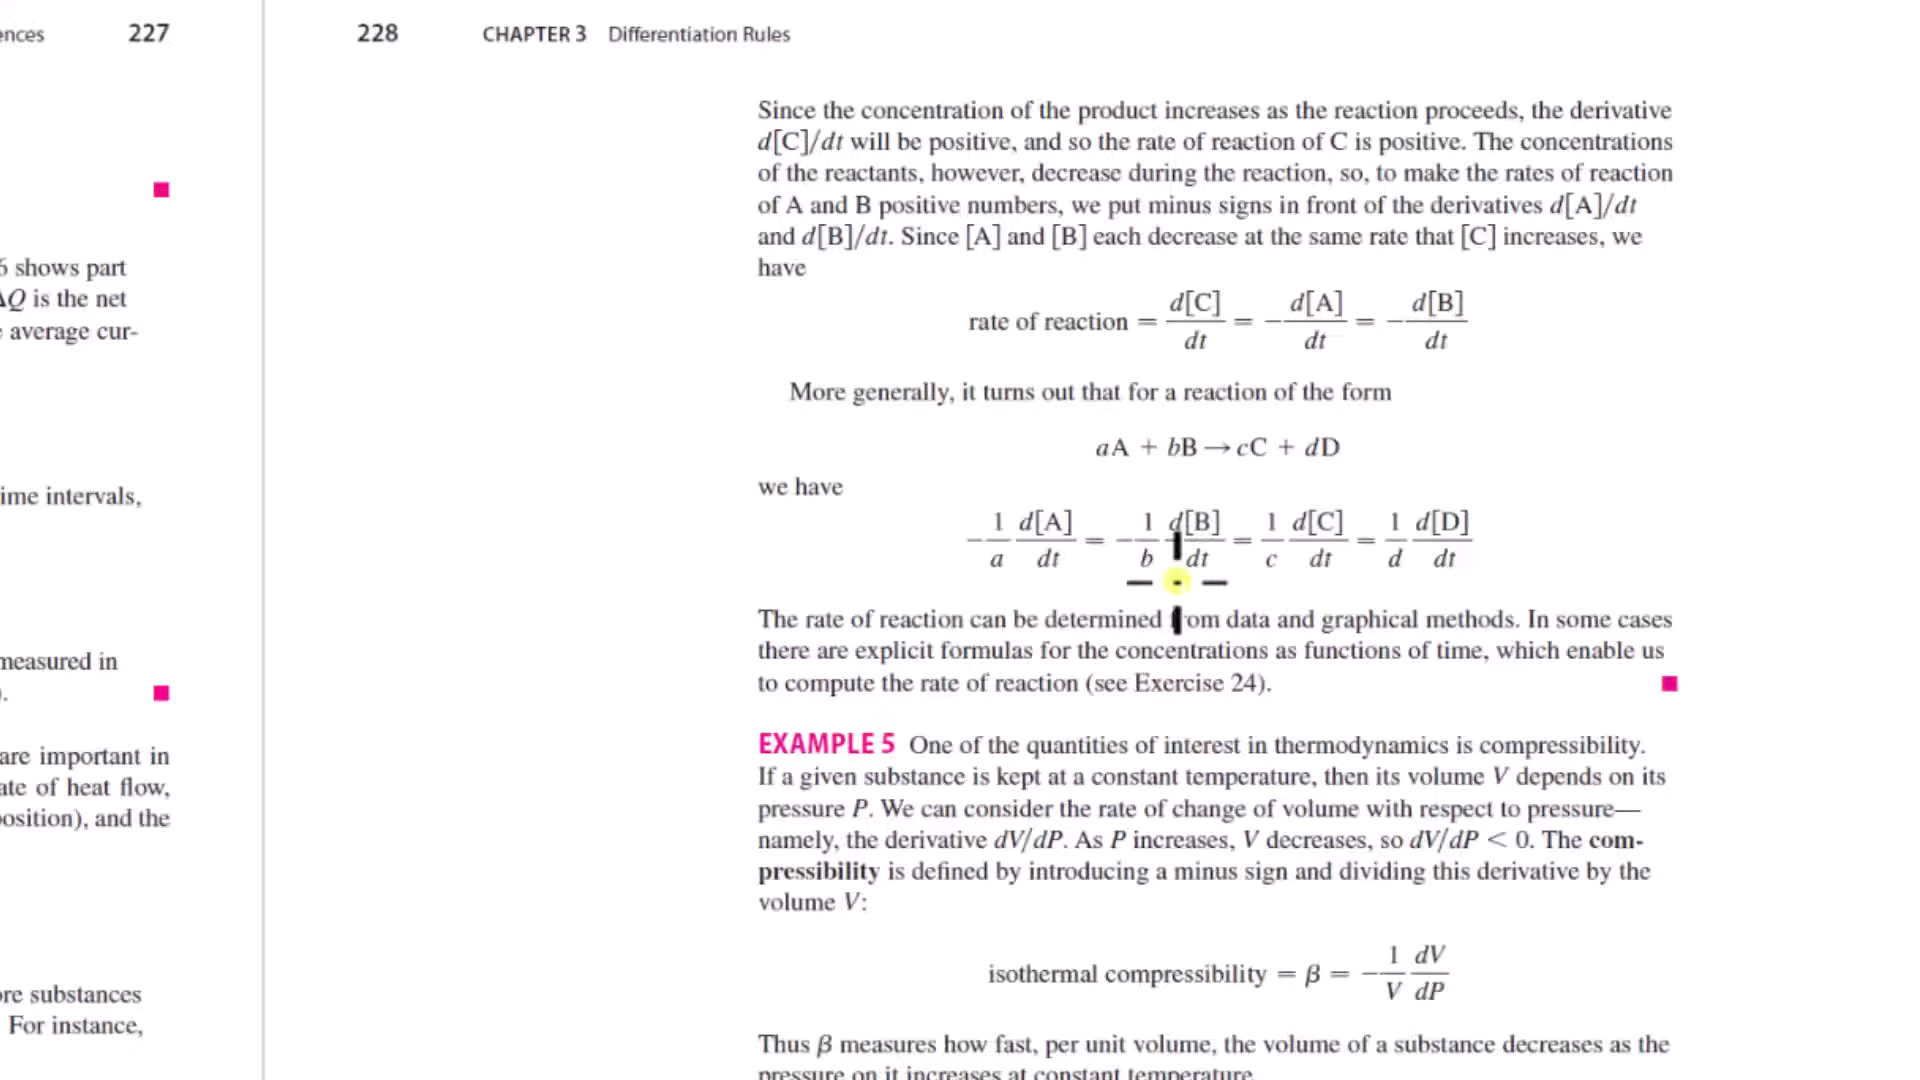 ences 227
6 shows part
ΔQ is the net
average cur-
ime intervals,
measured in
).
are important in
ate of heat flow,
position), and the
ore substances
For instance,
228 CHAPTER 3 Differentiation Rules
Since the concentration of the product increases as the reaction proceeds, the derivative
d[C]/dt will be positive, and so the rate of reaction of C is positive. The concentrations
of the reactants, however, decrease during the reaction, so, to make the rates of reaction
of A and B positive numbers, we put minus signs in front of the derivatives d[A]/dt
and d[B]/dt. Since [A] and [B] each decrease at the same rate that [C] increases, we
have
rate of reaction = d[C]/dt = −d[A]/dt = −d[B]/dt
More generally, it turns out that for a reaction of the form
aA + bB → cC + dD
we have
−1/a d[A]/dt = −1/b d[B]/dt = 1/c d[C]/dt = 1/d d[D]/dt
The rate of reaction can be determined from data and graphical methods. In some cases
there are explicit formulas for the concentrations as functions of time, which enable us
to compute the rate of reaction (see Exercise 24).
EXAMPLE 5 One of the quantities of interest in thermodynamics is compressibility.
If a given substance is kept at a constant temperature, then its volume V depends on its
pressure P. We can consider the rate of change of volume with respect to pressure—
namely, the derivative dV/dP. As P increases, V decreases, so dV/dP < 0. The com-
pressibility is defined by introducing a minus sign and dividing this derivative by the
volume V:
isothermal compressibility = β = −1/V dV/dP
Thus β measures how fast, per unit volume, the volume of a substance decreases as the
pressure on it increases at constant temperature.